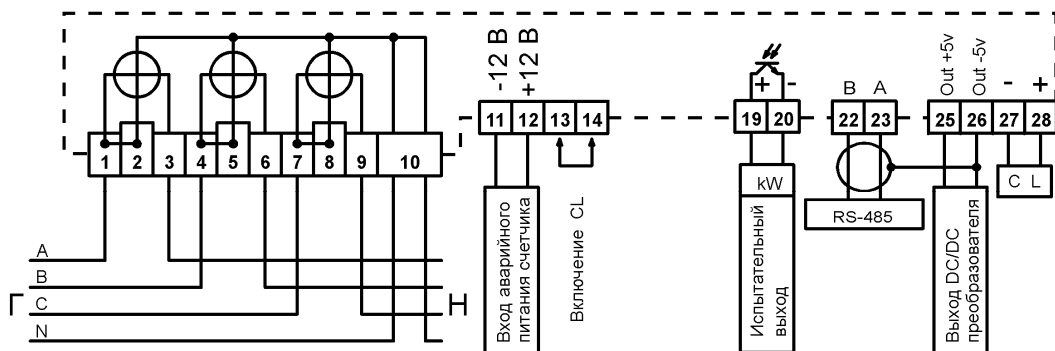 -12 В
+12 В
Out +5v
Out -5v
-
+
+ -
B A
1 2 3 4 5 6 7 8 9 10
11 12 13 14
19 20
22 23
25 26 27 28
kW
C L
RS-485
A
B
Г C Н
N
Вход аварийного
питания счетчика
Включение CL
Испытательный
выход
Выход DC/DC
преобразователя